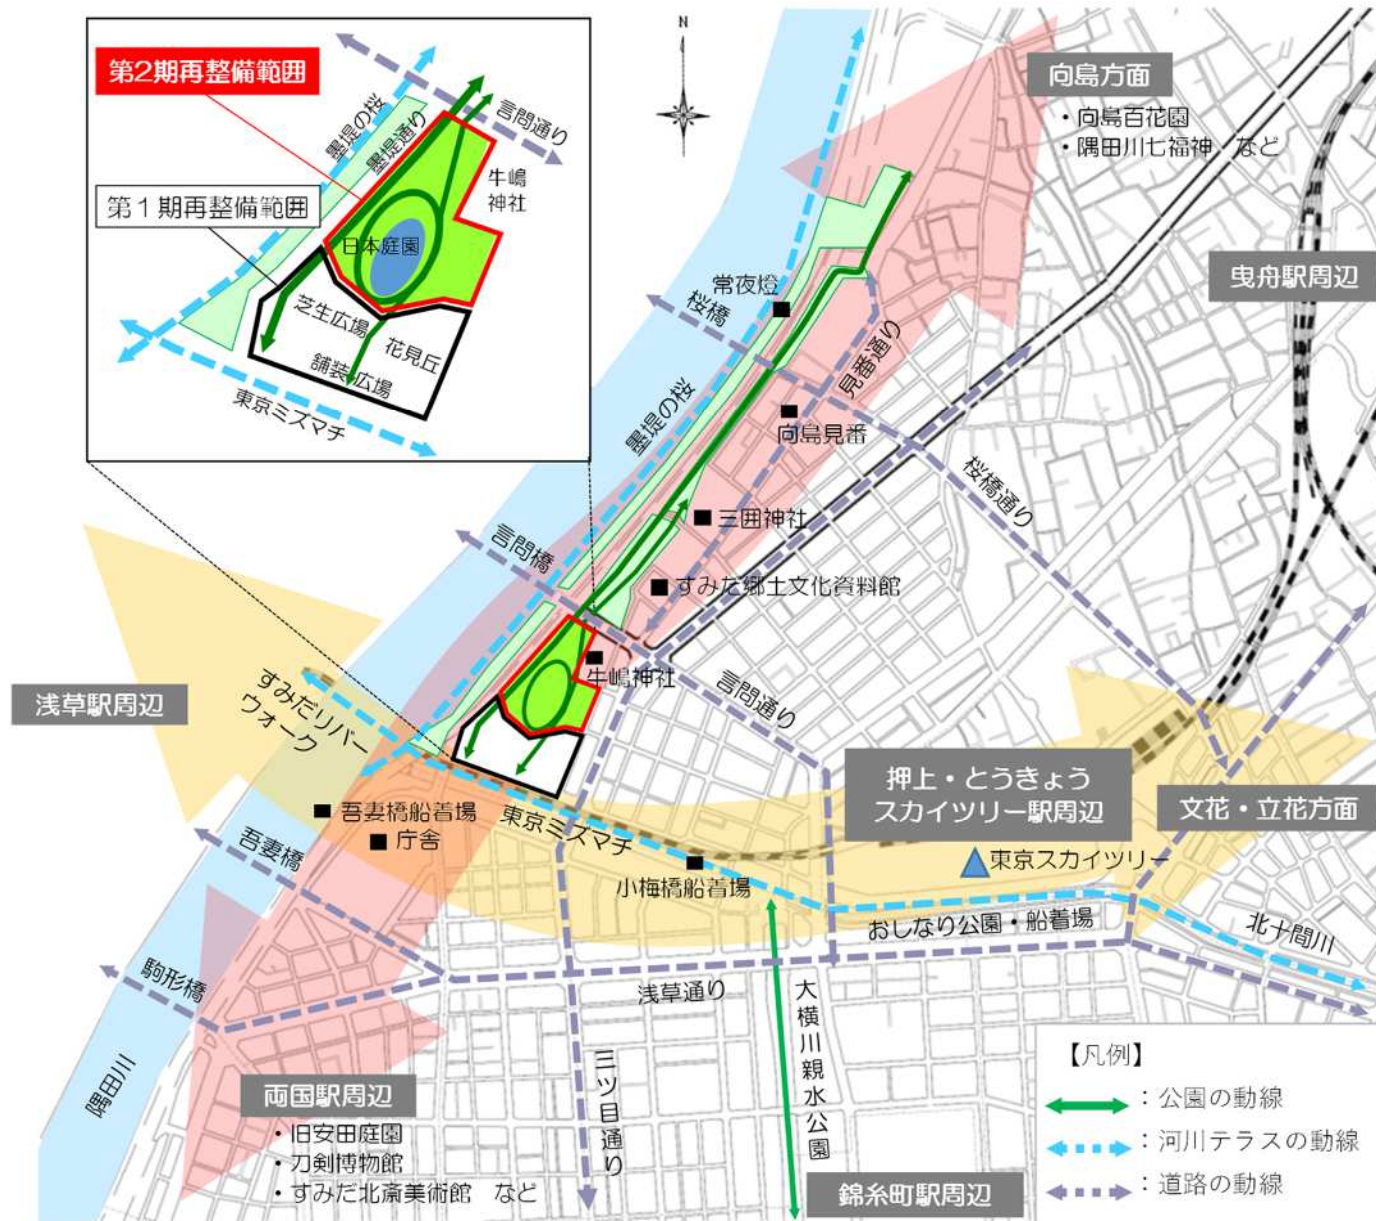 第2期再整備範囲
言問通り
墨堤の桜
墨堤通り
牛嶋
神社
第1期再整備範囲
日本庭園
芝生広場
花見丘
舗装広場
東京ミズマチ
N
向島方面
・向島百花園
・隅田川七福神 など
曳舟駅周辺
常夜燈
桜橋
見番通り
墨堤の桜
向島見番
桜橋通り
三囲神社
言問橋
すみだ郷土文化資料館
牛嶋神社
言問通り
浅草駅周辺
すみだリバー
ウォーク
押上・とうきょう
スカイツリー駅周辺
文花・立花方面
吾妻橋船着場
庁舎
東京ミズマチ
吾妻橋
東京スカイツリー
小梅橋船着場
おしなり公園・船着場
北十間川
駒形橋
浅草通り
大横川親水公園
三ツ目通り
隅田川
両国駅周辺
・旧安田庭園
・刀剣博物館
・すみだ北斎美術館 など
錦糸町駅周辺
【凡例】
：公園の動線
：河川テラスの動線
：道路の動線